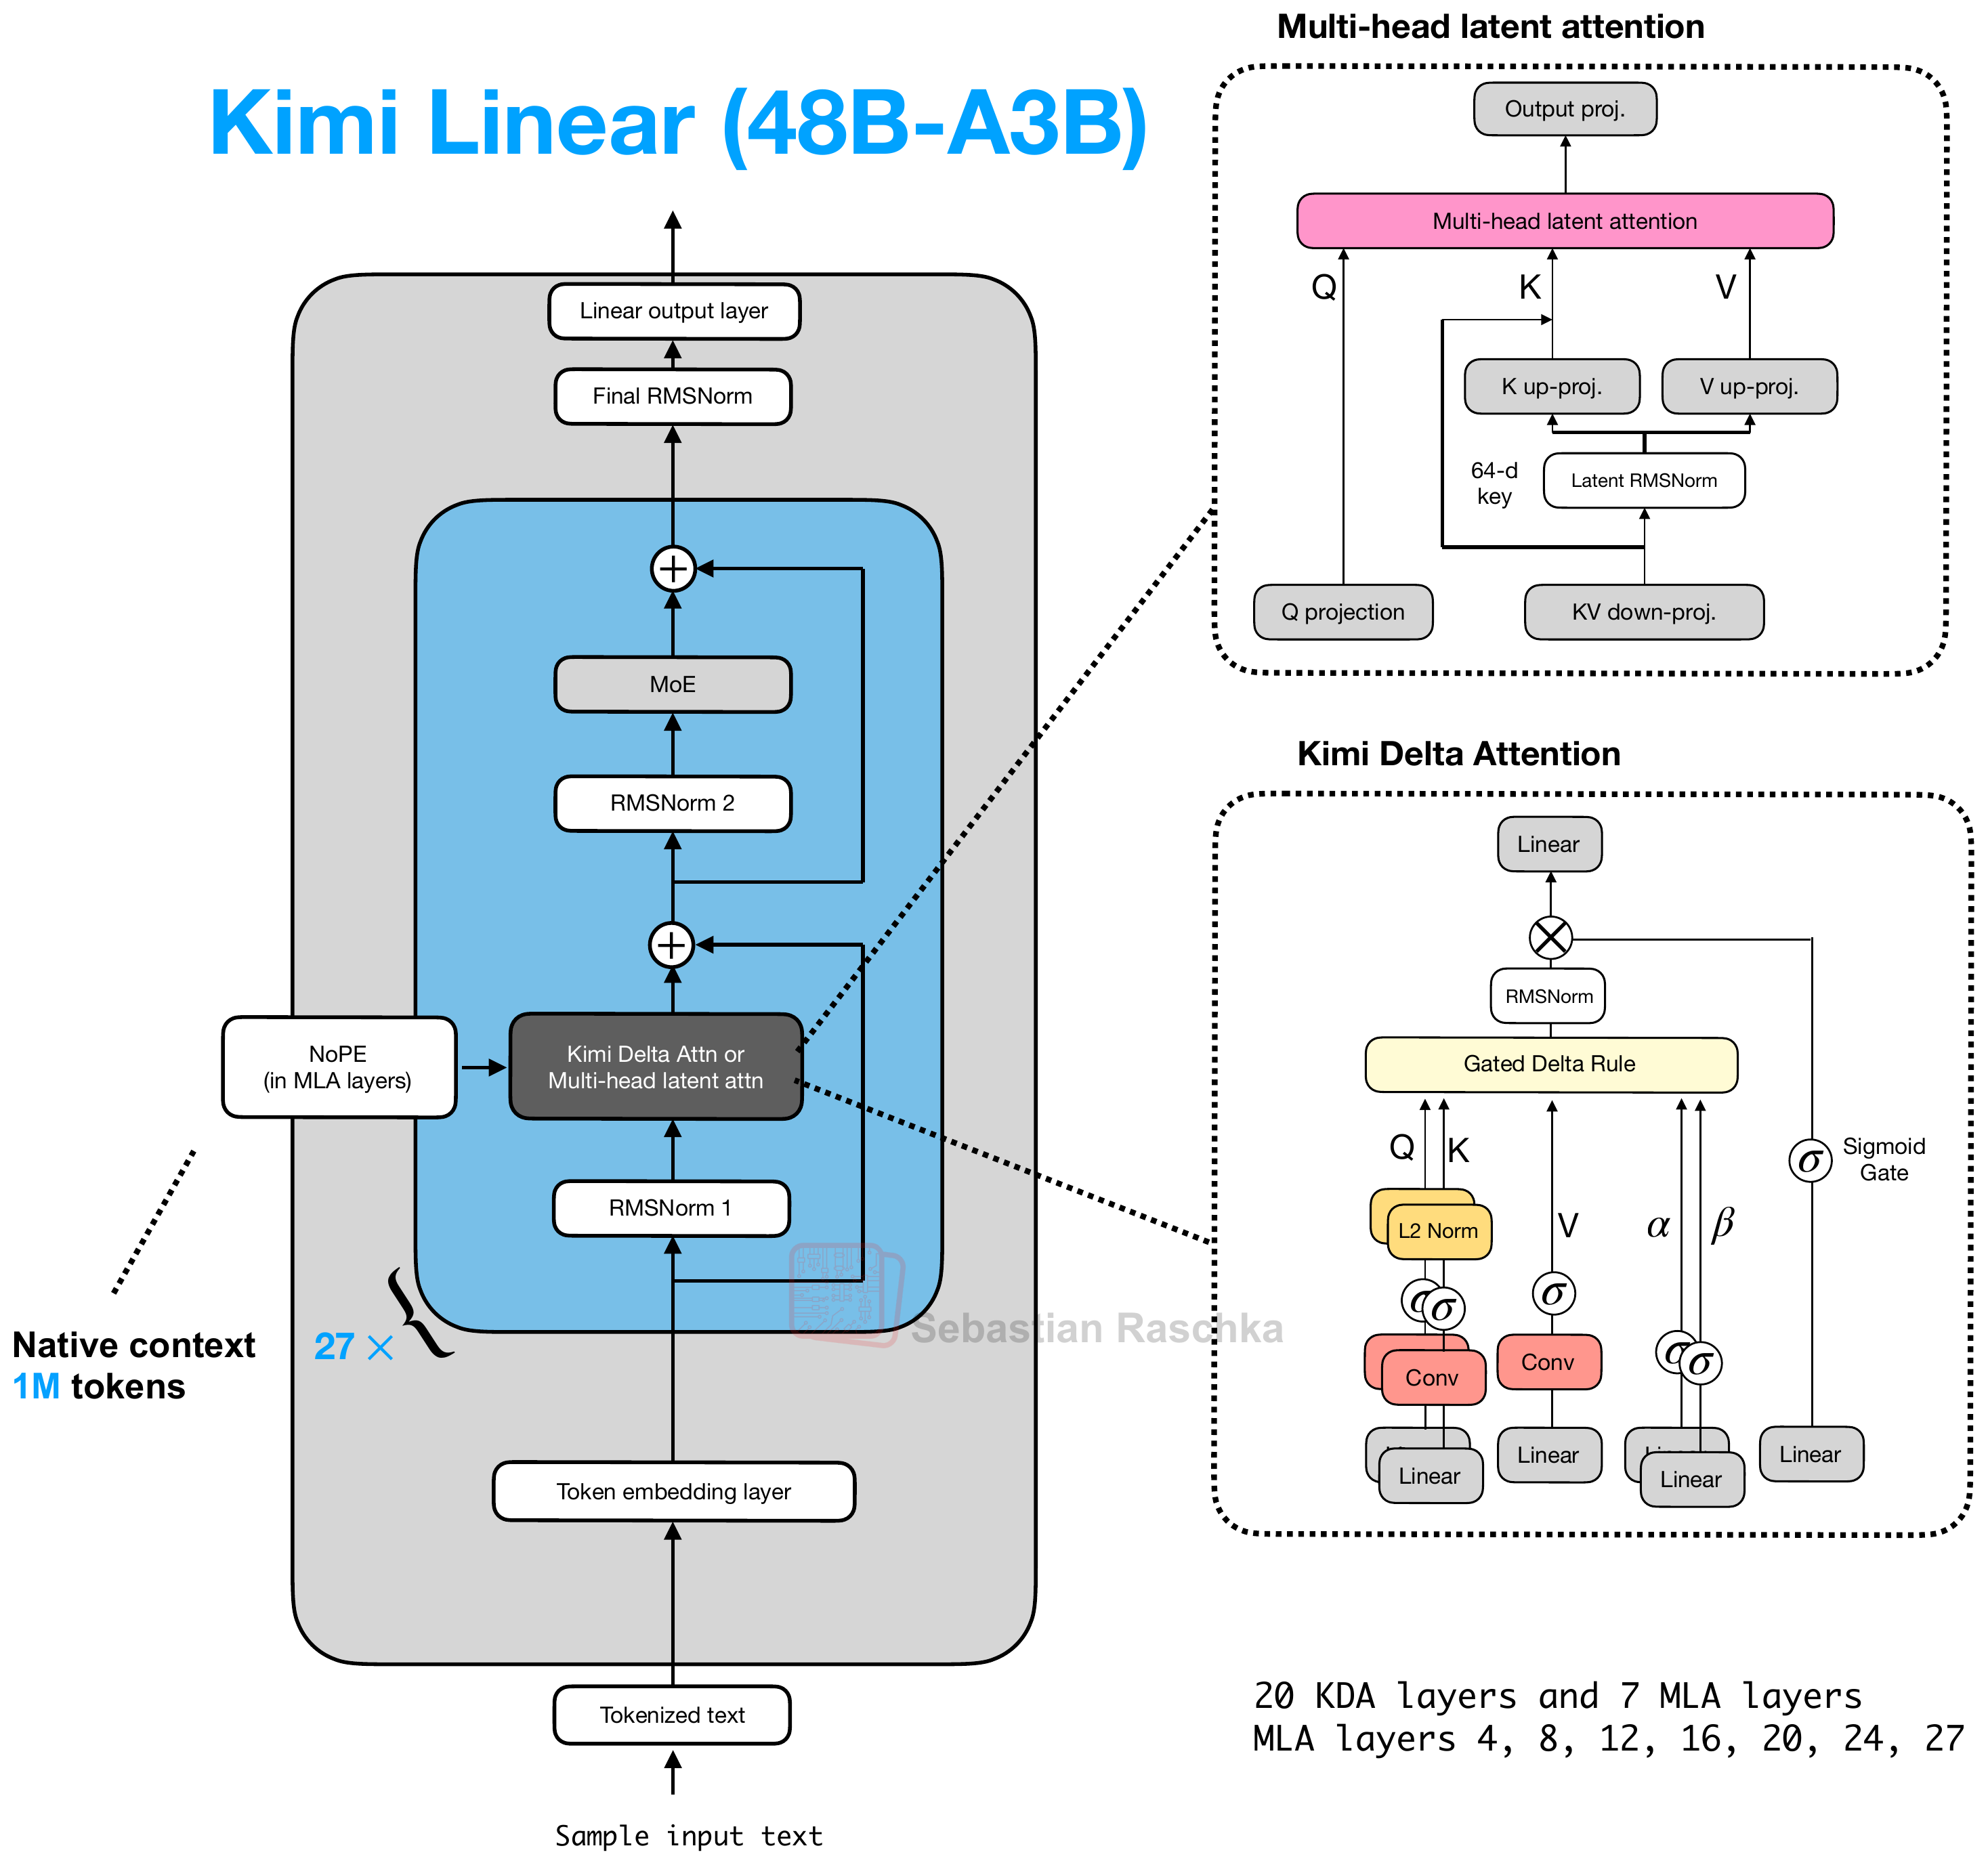 Multi-head latent attention
Kimi Linear (48B-A3B)
Output proj.
Multi-head latent attention
Q
K
V
K up-proj.
V up-proj.
64-d
key
Latent RMSNorm
Q projection
KV down-proj.
Linear output layer
Final RMSNorm
MoE
RMSNorm 2
Kimi Delta Attn or
Multi-head latent attn
NoPE
(in MLA layers)
RMSNorm 1
Native context
1M tokens
27 ×
Sebastian Raschka
Token embedding layer
Tokenized text
Sample input text
Kimi Delta Attention
Linear
RMSNorm
Gated Delta Rule
Q
K
V
α
β
σ
Sigmoid
Gate
L2 Norm
σ
σ
σ
Conv
Conv
σ
σ
Linear
Linear
Linear
Linear
20 KDA layers and 7 MLA layers
MLA layers 4, 8, 12, 16, 20, 24, 27